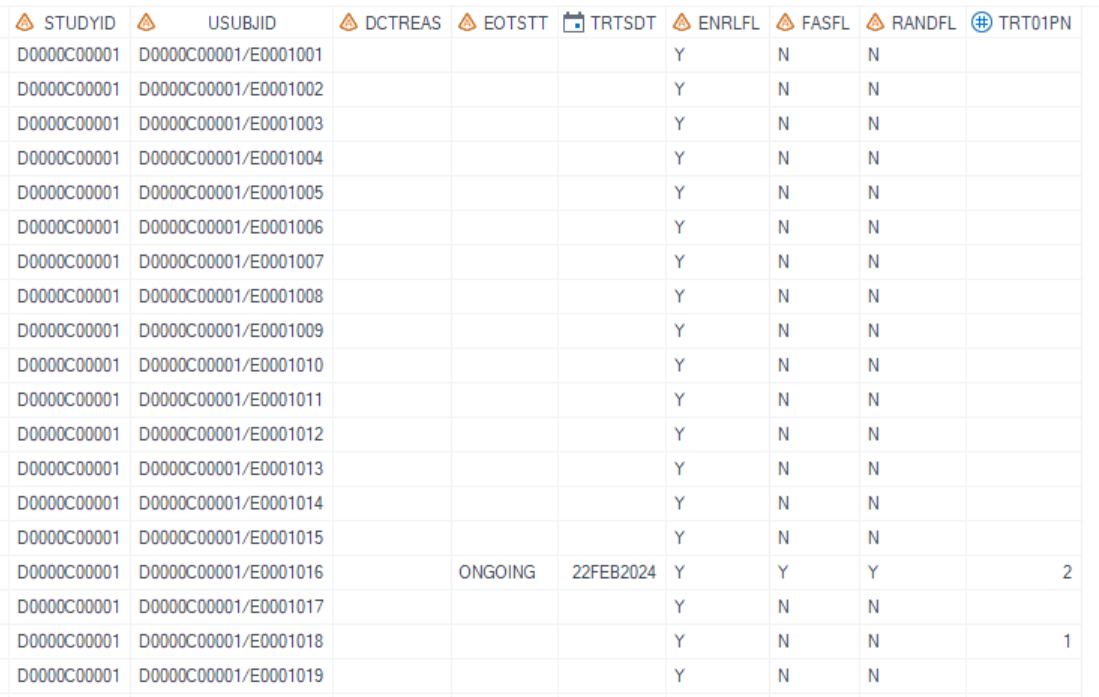 STUDYID USUBJID DCTREAS EOTSTT TRTSDT ENRLFL FASFL RANDFL TRT01PN
D0000C00001 D0000C00001/E0001001 Y N N
D0000C00001 D0000C00001/E0001002 Y N N
D0000C00001 D0000C00001/E0001003 Y N N
D0000C00001 D0000C00001/E0001004 Y N N
D0000C00001 D0000C00001/E0001005 Y N N
D0000C00001 D0000C00001/E0001006 Y N N
D0000C00001 D0000C00001/E0001007 Y N N
D0000C00001 D0000C00001/E0001008 Y N N
D0000C00001 D0000C00001/E0001009 Y N N
D0000C00001 D0000C00001/E0001010 Y N N
D0000C00001 D0000C00001/E0001011 Y N N
D0000C00001 D0000C00001/E0001012 Y N N
D0000C00001 D0000C00001/E0001013 Y N N
D0000C00001 D0000C00001/E0001014 Y N N
D0000C00001 D0000C00001/E0001015 Y N N
D0000C00001 D0000C00001/E0001016 ONGOING 22FEB2024 Y Y Y 2
D0000C00001 D0000C00001/E0001017 Y N N
D0000C00001 D0000C00001/E0001018 Y N N 1
D0000C00001 D0000C00001/E0001019 Y N N